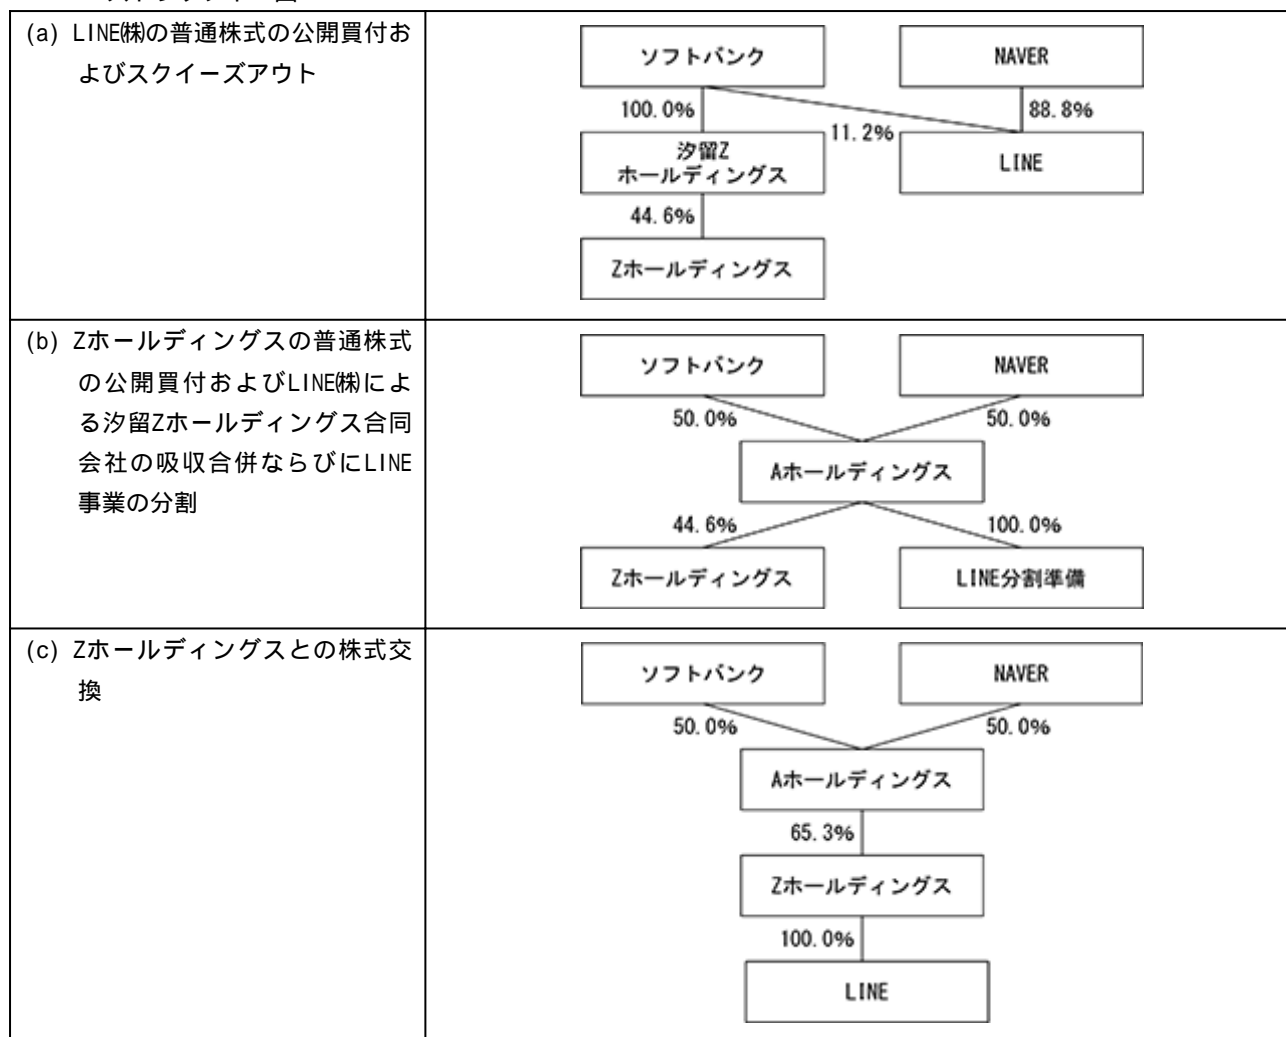 (a) LINE㈱の普通株式の公開買付お
よびスクイーズアウト
ソフトバンク
NAVER
100.0%
11.2%
88.8%
汐留Z
ホールディングス
LINE
44.6%
Zホールディングス
(b) Zホールディングスの普通株式
の公開買付およびLINE㈱によ
る汐留Zホールディングス合同
会社の吸収合併ならびにLINE
事業の分割
ソフトバンク
NAVER
50.0%
50.0%
Aホールディングス
44.6%
100.0%
Zホールディングス
LINE分割準備
(c) Zホールディングスとの株式交
換
ソフトバンク
NAVER
50.0%
50.0%
Aホールディングス
65.3%
Zホールディングス
100.0%
LINE